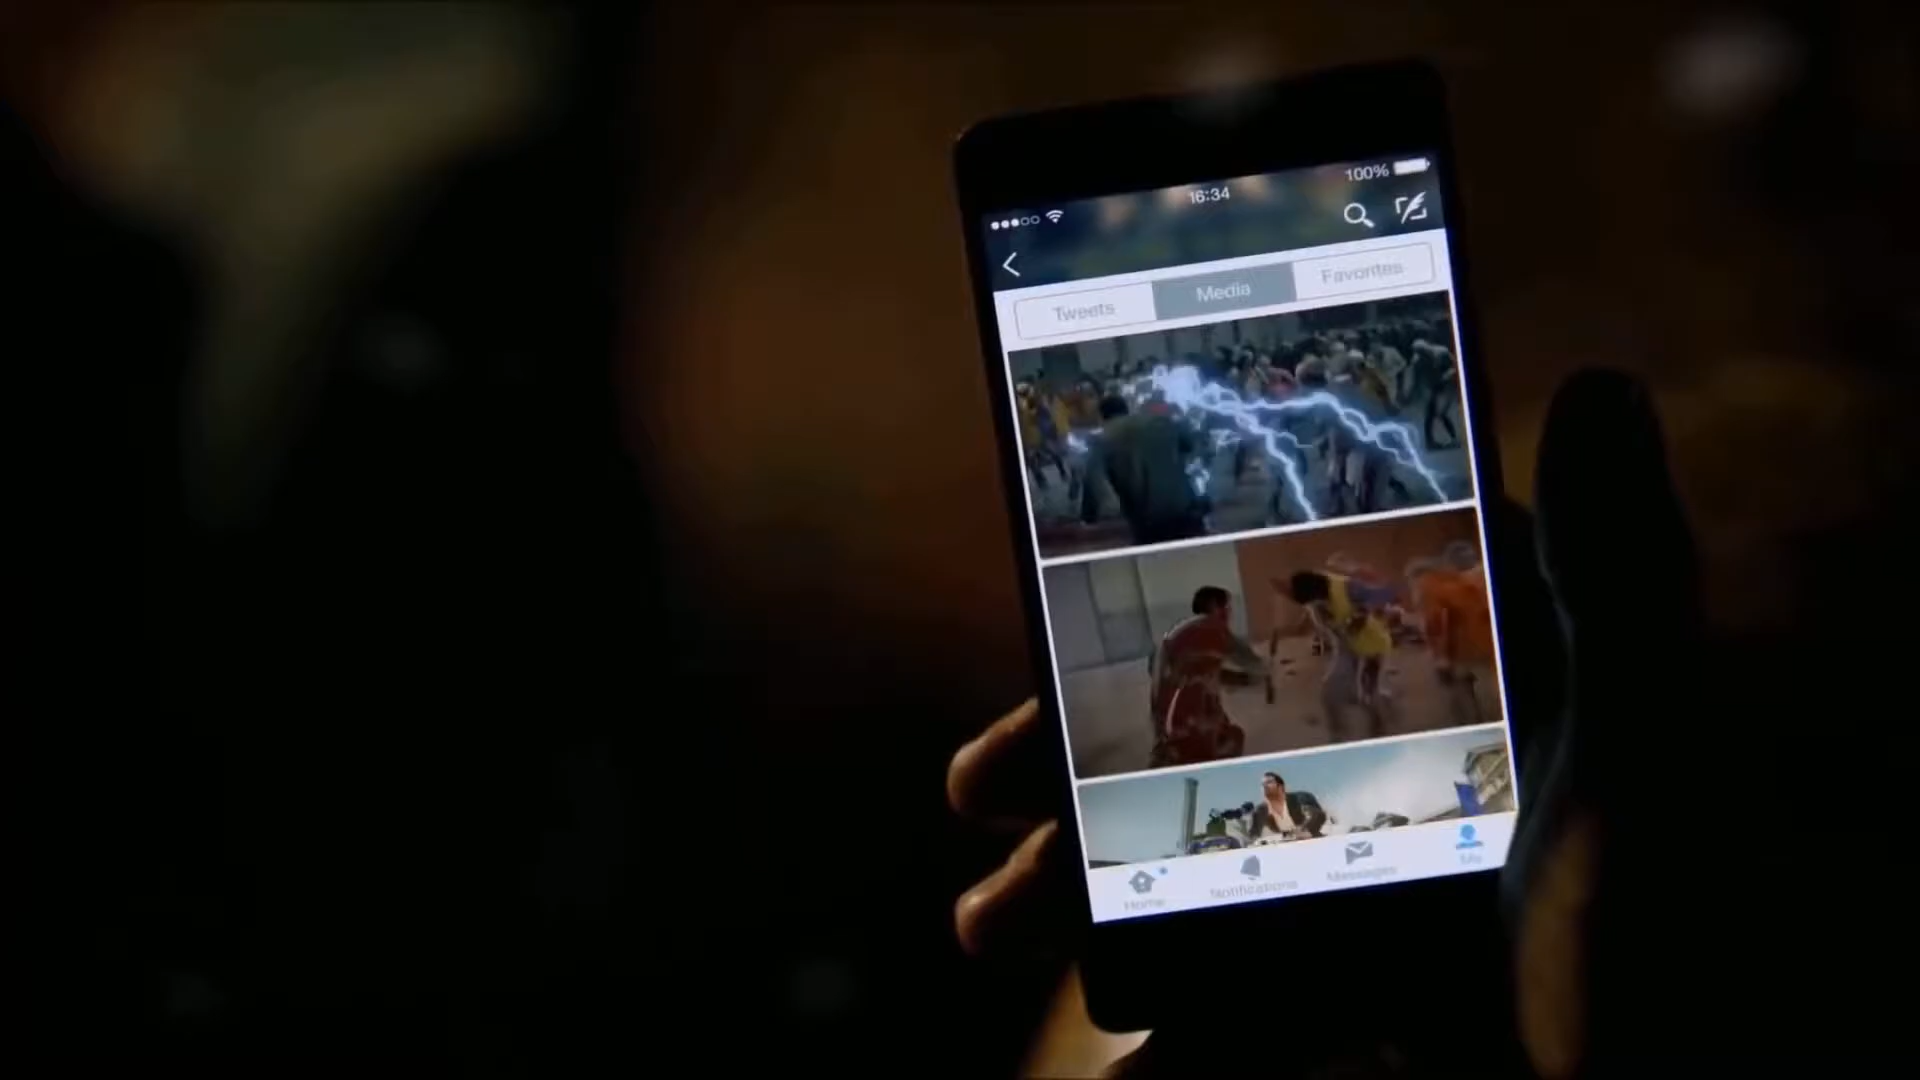 100%
16:34
Tweets
Media
Favorites
Home
Notifications
Messages
Me